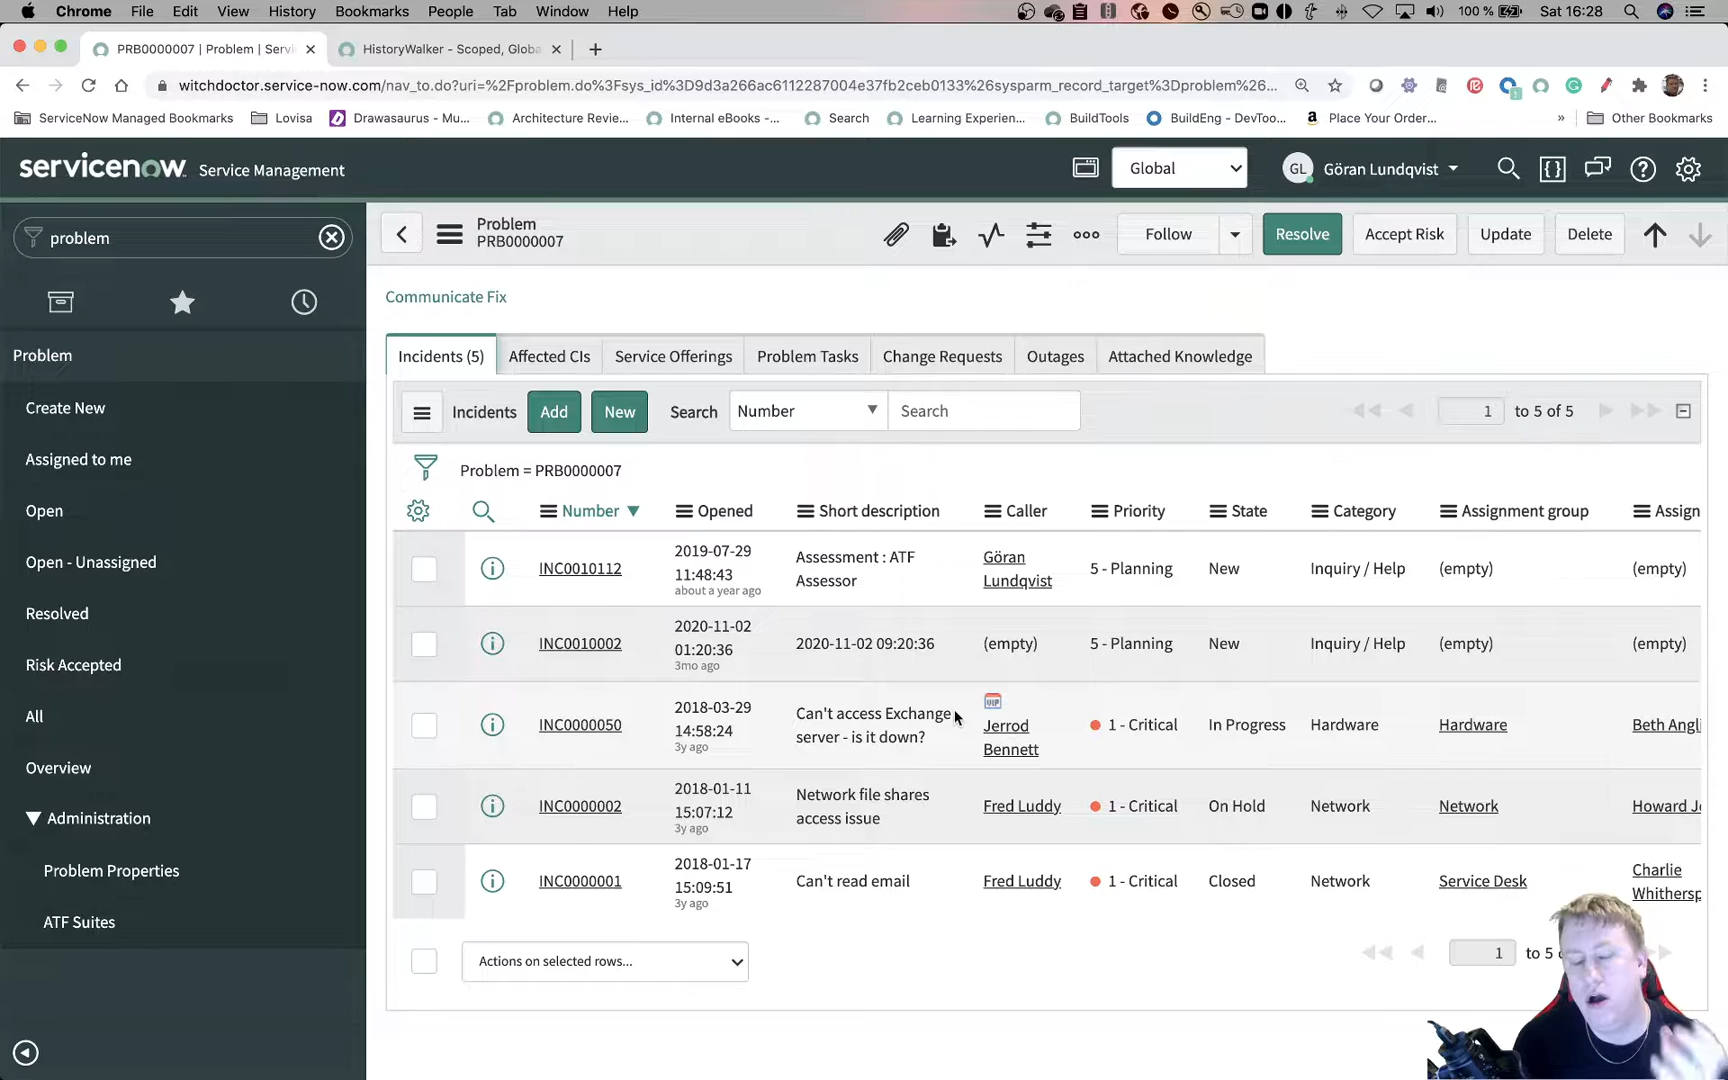 Chrome File Edit View History Bookmarks People Tab Window Help
100 % Sat 16:28
PRB0000007 | Problem | Servi
HistoryWalker - Scoped, Globa
witchdoctor.service-now.com/nav_to.do?uri=%2Fproblem.do%3Fsys_id%3D9d3a266ac6112287004e37fb2ceb0133%26sysparm_record_target%3Dproblem%26...
ServiceNow Managed Bookmarks Lovisa Drawasaurus - Mu... Architecture Revie... Internal eBooks -... Search Learning Experien... BuildTools BuildEng - DevToo... Place Your Order... » Other Bookmarks
servicenow Service Management
Global
GL Göran Lundqvist
problem
Problem
PRB0000007
Follow Resolve Accept Risk Update Delete
Problem
Create New
Assigned to me
Open
Open - Unassigned
Resolved
Risk Accepted
All
Overview
Administration
Problem Properties
ATF Suites
Communicate Fix
Incidents (5) Affected CIs Service Offerings Problem Tasks Change Requests Outages Attached Knowledge
Incidents Add New Search Number Search 1 to 5 of 5
Problem = PRB0000007
Number Opened Short description Caller Priority State Category Assignment group Assign
INC0010112 2019-07-29 11:48:43 about a year ago Assessment : ATF Assessor Göran Lundqvist 5 - Planning New Inquiry / Help (empty) (empty)
INC0010002 2020-11-02 01:20:36 3mo ago 2020-11-02 09:20:36 (empty) 5 - Planning New Inquiry / Help (empty) (empty)
INC0000050 2018-03-29 14:58:24 3y ago Can't access Exchange server - is it down? VIP Jerrod Bennett 1 - Critical In Progress Hardware Hardware Beth Angli
INC0000002 2018-01-11 15:07:12 3y ago Network file shares access issue Fred Luddy 1 - Critical On Hold Network Network Howard Jo
INC0000001 2018-01-17 15:09:51 3y ago Can't read email Fred Luddy 1 - Critical Closed Network Service Desk Charlie Whithersp
Actions on selected rows...
1 to 5